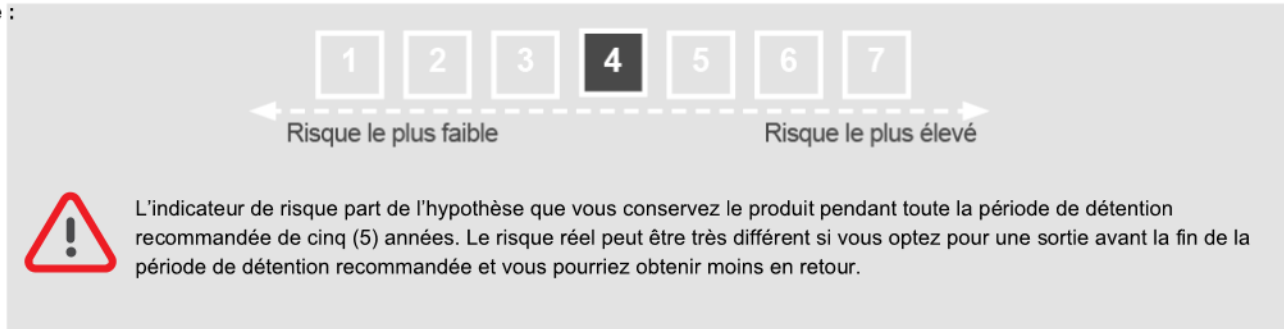 e :
1 2 3 4 5 6 7
Risque le plus faible Risque le plus élevé
L'indicateur de risque part de l'hypothèse que vous conservez le produit pendant toute la période de détention
recommandée de cinq (5) années. Le risque réel peut être très différent si vous optez pour une sortie avant la fin de la
période de détention recommandée et vous pourriez obtenir moins en retour.